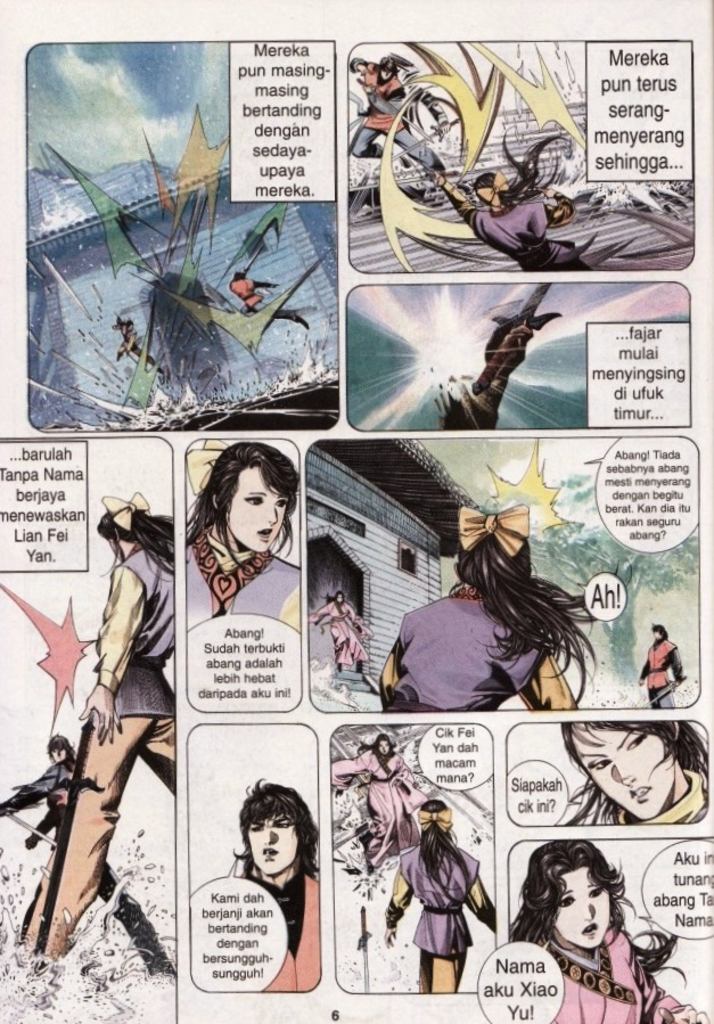 Mereka
pun masing-
masing
bertanding
dengan
sedaya-
upaya
mereka.
Mereka
pun terus
serang-
menyerang
sehingga...
...fajar
mulai
menyingsing
di ufuk
timur...
...barulah
Tanpa Nama
berjaya
menewaskan
Lian Fei
Yan.
Abang!
Sudah terbukti
abang adalah
lebih hebat
daripada aku ini!
Abang! Tiada
sebabnya abang
mesti menyerang
dengan begitu
berat. Kan dia itu
rakan seguru
abang?
Ah!
Kami dah
berjanji akan
bertanding
dengan
bersungguh-
sungguh!
Cik Fei
Yan dah
macam
mana?
Siapakah
cik ini?
Aku in
tunang
abang Ta
Nama
Nama
aku Xiao
Yu!
6